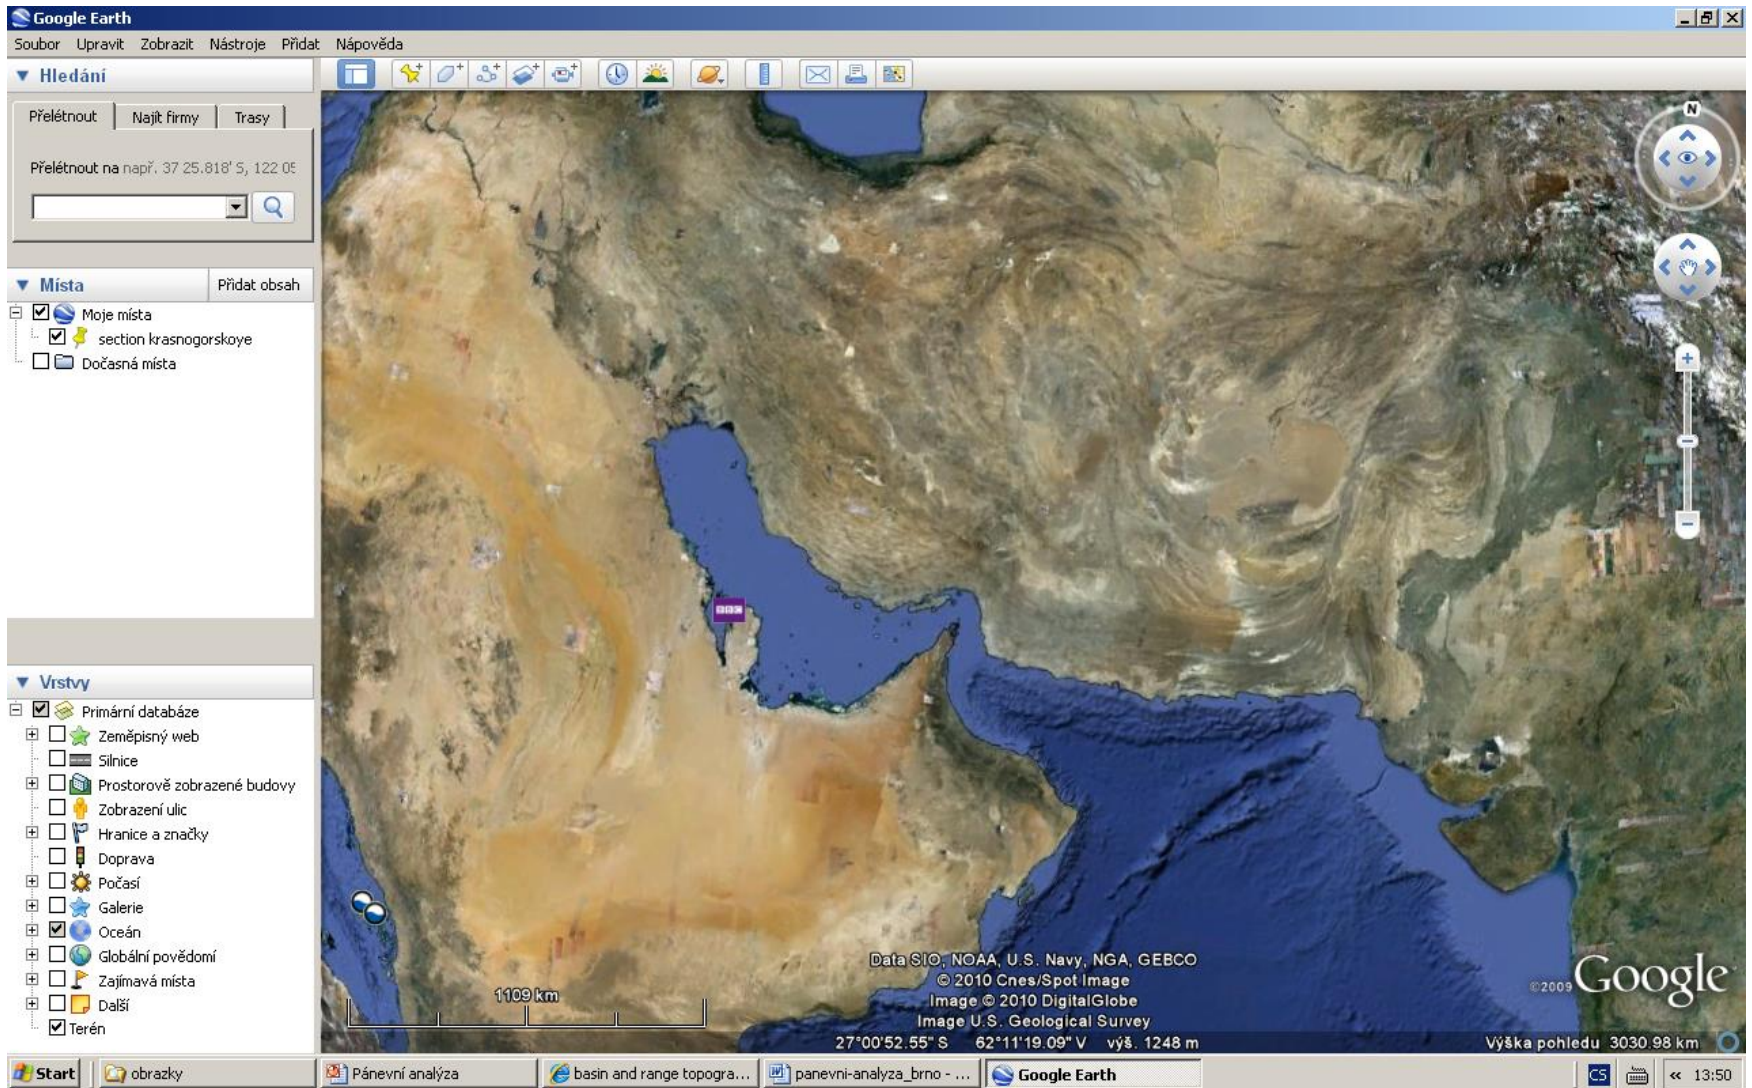 Google Earth
Soubor Upravit Zobrazit Nástroje Přidat Nápověda
Hledání
Přelétnout Najít firmy Trasy
Přelétnout na např. 37 25.818' S, 122 05
Místa Přidat obsah
Moje místa
section krasnogorskoye
Dočasná místa
Vrstvy
Primární databáze
Zeměpisný web
Silnice
Prostorově zobrazené budovy
Zobrazení ulic
Hranice a značky
Doprava
Počasí
Galerie
Oceán
Globální povědomí
Zajímavá místa
Další
Terén
N
BBC
1109 km
Data SIO, NOAA, U.S. Navy, NGA, GEBCO
© 2010 Cnes/Spot Image
Image © 2010 DigitalGlobe
Image U.S. Geological Survey
27°00'52.55" S 62°11'19.09" V výš. 1248 m
©2009 Google
Výška pohledu 3030.98 km
Start obrazky Pánevní analýza basin and range topogra... panevni-analyza_brno - ... Google Earth CS « 13:50